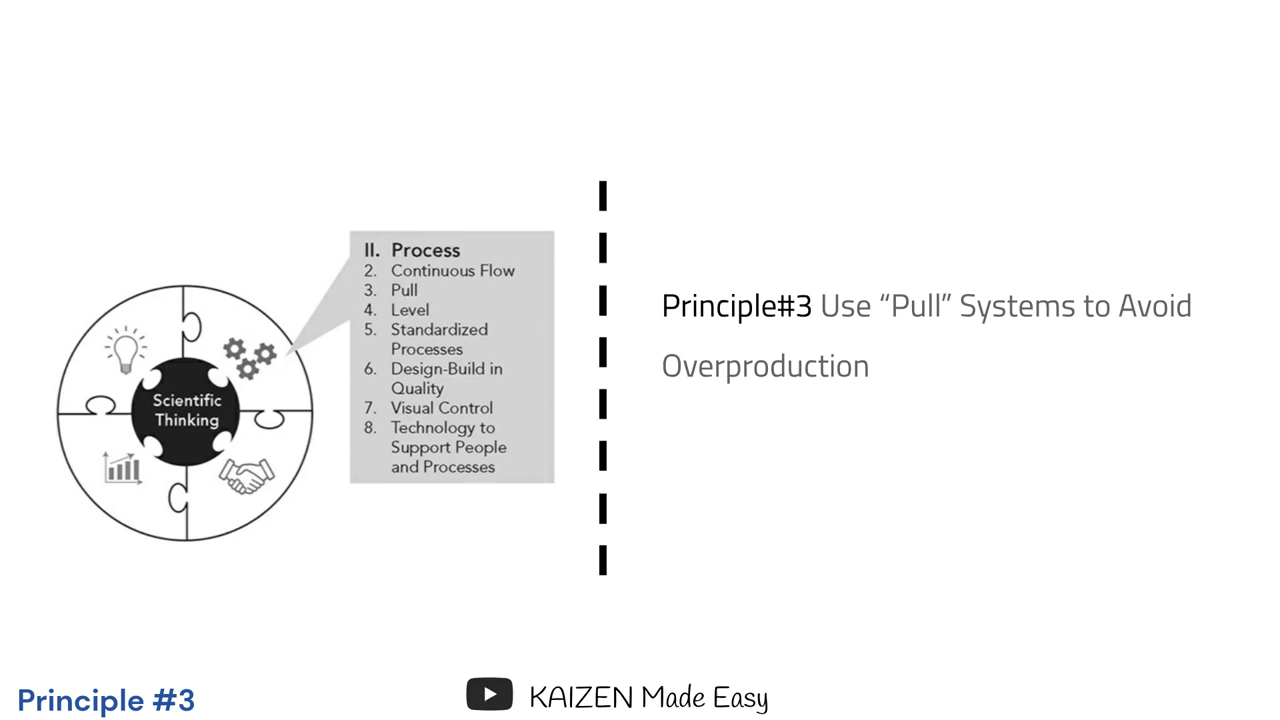 Scientific
Thinking
II. Process
2. Continuous Flow
3. Pull
4. Level
5. Standardized
Processes
6. Design-Build in
Quality
7. Visual Control
8. Technology to
Support People
and Processes
Principle#3 Use “Pull” Systems to Avoid
Overproduction
Principle #3
KAIZEN Made Easy